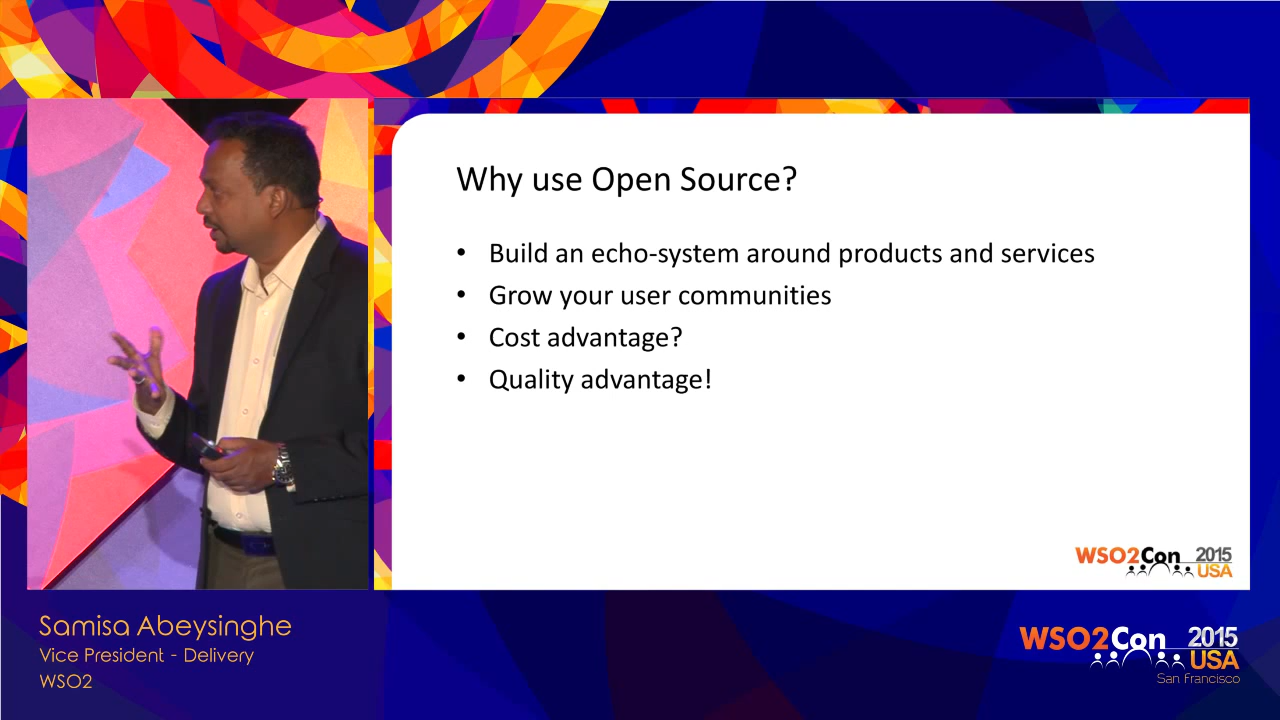 Why use Open Source?
• Build an echo-system around products and services
• Grow your user communities
• Cost advantage?
• Quality advantage!
WSO2Con 2015
USA
Samisa Abeysinghe
Vice President - Delivery
WSO2
WSO2Con 2015
USA
San Francisco